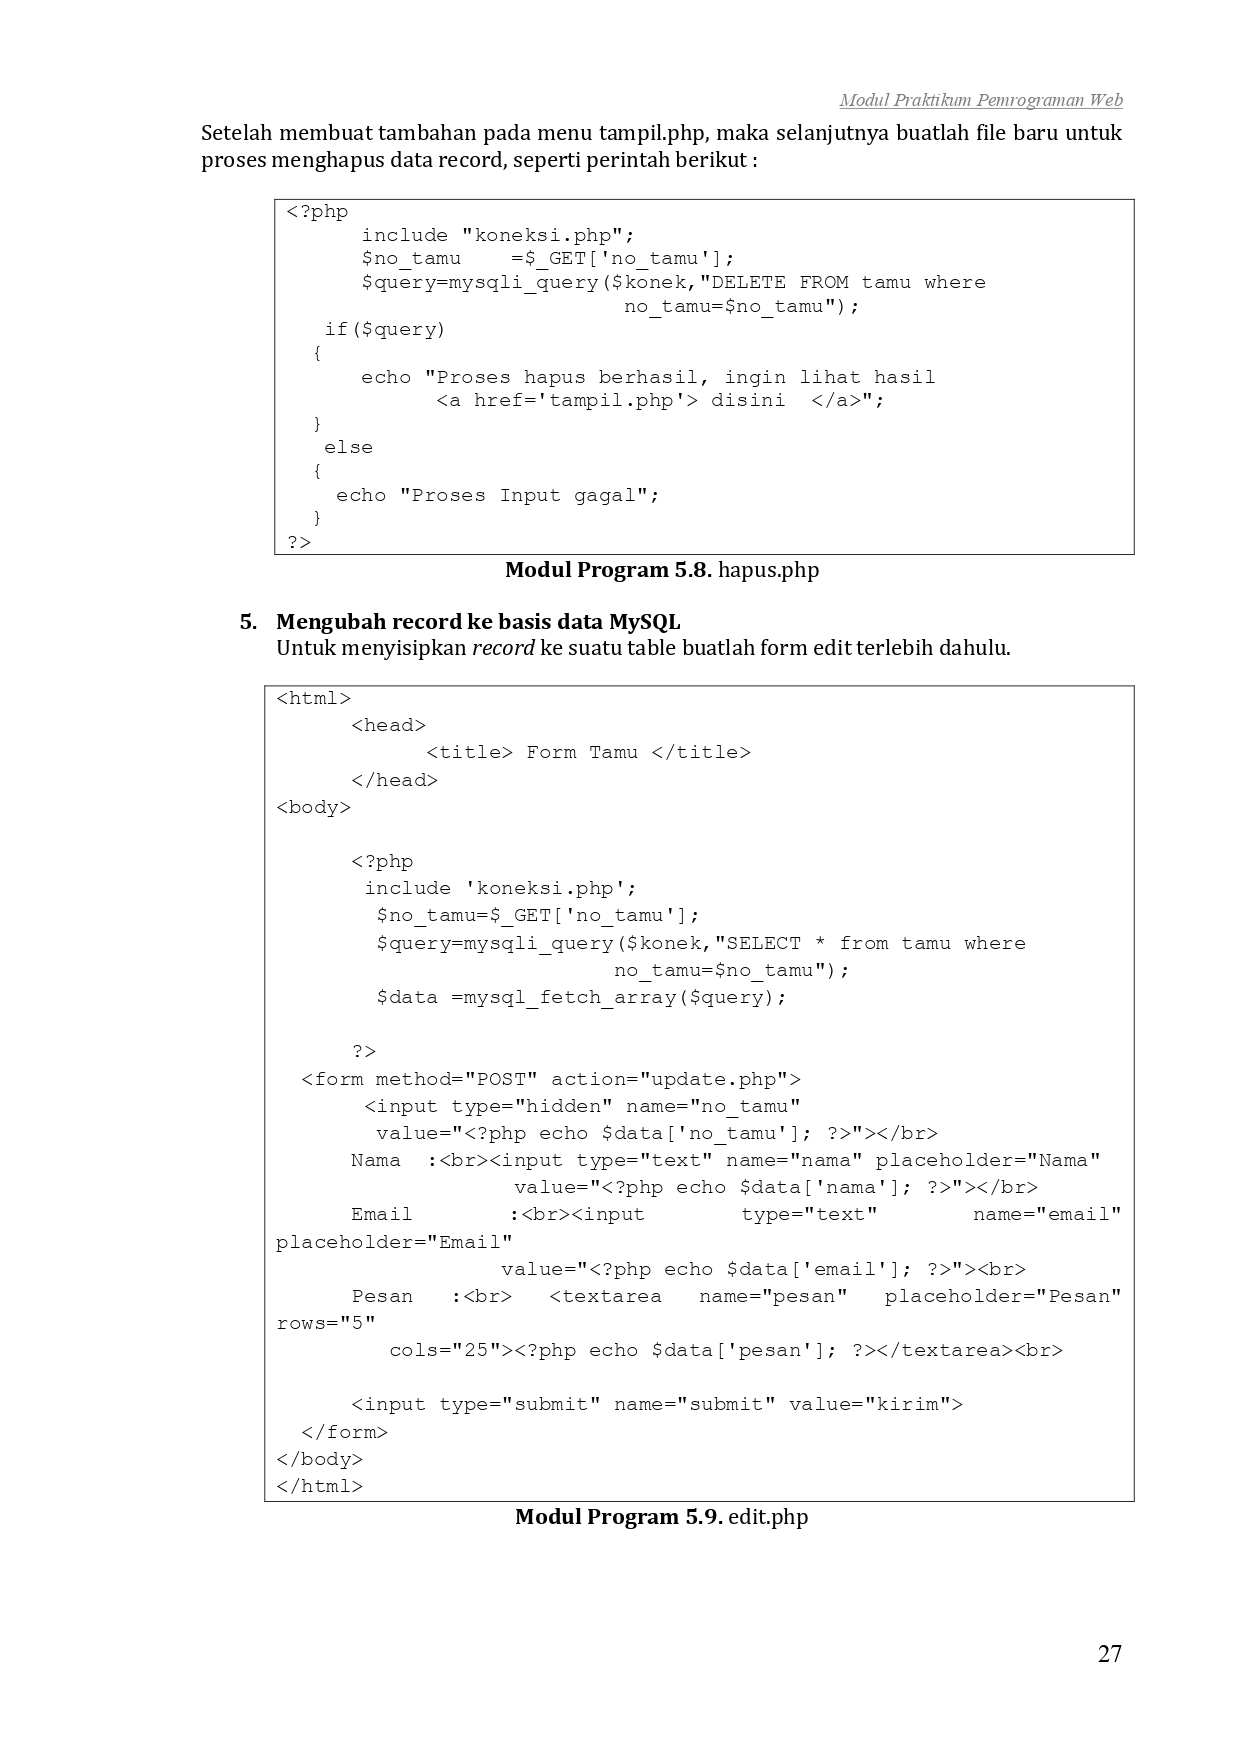 Modul Praktikum Pemrograman Web
Setelah membuat tambahan pada menu tampil.php, maka selanjutnya buatlah file baru untuk
proses menghapus data record, seperti perintah berikut :
<?php
include "koneksi.php";
$no_tamu    =$_GET['no_tamu'];
$query=mysqli_query($konek,"DELETE FROM tamu where
no_tamu=$no_tamu");
if($query)
{
echo "Proses hapus berhasil, ingin lihat hasil
<a href='tampil.php'> disini  </a>";
}
else
{
echo "Proses Input gagal";
}
?>
Modul Program 5.8. hapus.php
5. Mengubah record ke basis data MySQL
Untuk menyisipkan record ke suatu table buatlah form edit terlebih dahulu.
<html>
<head>
<title> Form Tamu </title>
</head>
<body>
<?php
include 'koneksi.php';
$no_tamu=$_GET['no_tamu'];
$query=mysqli_query($konek,"SELECT * from tamu where
no_tamu=$no_tamu");
$data =mysql_fetch_array($query);
?>
<form method="POST" action="update.php">
<input type="hidden" name="no_tamu"
value="<?php echo $data['no_tamu']; ?>"></br>
Nama  :<br><input type="text" name="nama" placeholder="Nama"
value="<?php echo $data['nama']; ?>"></br>
Email :<br><input type="text" name="email"
placeholder="Email"
value="<?php echo $data['email']; ?>"><br>
Pesan :<br> <textarea name="pesan" placeholder="Pesan"
rows="5"
cols="25"><?php echo $data['pesan']; ?></textarea><br>
<input type="submit" name="submit" value="kirim">
</form>
</body>
</html>
Modul Program 5.9. edit.php
27